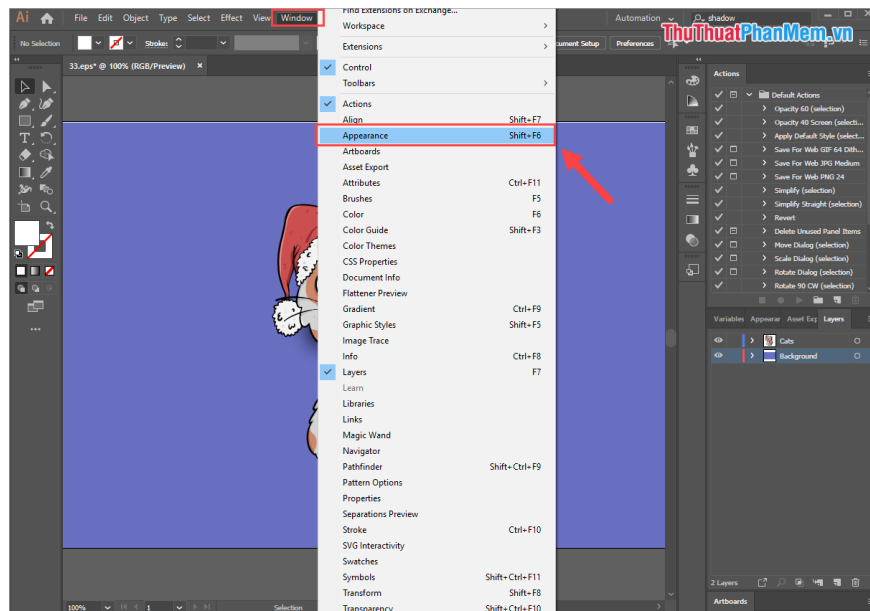 Ai File Edit Object Type Select Effect View Window Automation shadow
ThuThuatPhanMem.vn
No Selection Stroke: Document Setup Preferences
33.eps* @ 100% (RGB/Preview) ×
Find Extensions on Exchange...
Workspace
Extensions
Control
Toolbars
Actions
Align Shift+F7
Appearance Shift+F6
Artboards
Asset Export
Attributes Ctrl+F11
Brushes F5
Color F6
Color Guide Shift+F3
Color Themes
CSS Properties
Document Info
Flattener Preview
Gradient Ctrl+F9
Graphic Styles Shift+F5
Image Trace
Info Ctrl+F8
Layers F7
Learn
Libraries
Links
Magic Wand
Navigator
Pathfinder Shift+Ctrl+F9
Pattern Options
Properties
Separations Preview
Stroke Ctrl+F10
SVG Interactivity
Swatches
Symbols Shift+Ctrl+F11
Transform Shift+F8
Transparency Shift+Ctrl+F10
Actions
Default Actions
Opacity 60 (selection)
Opacity 40 Screen (selecti...
Apply Default Style (select...
Save For Web GIF 64 Dith...
Save For Web JPG Medium
Save For Web PNG 24
Simplify (selection)
Simplify Straight (selection)
Revert
Delete Unused Panel Items
Move Dialog (selection)
Scale Dialog (selection)
Rotate Dialog (selection)
Rotate 90 CW (selection)
Variables Appear Asset Exp Layers
Cats
Background
2 Layers
Artboards
100% 1 Selection